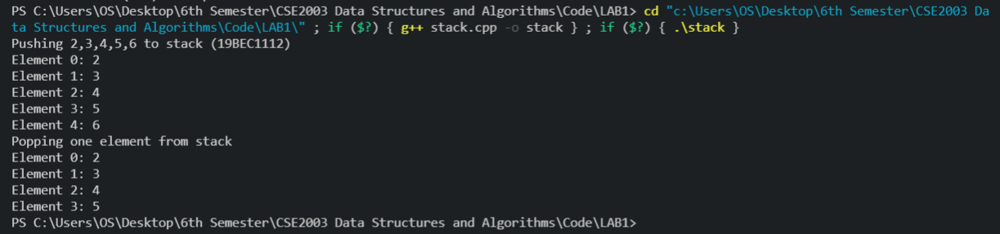 PS C:\Users\OS\Desktop\6th Semester\CSE2003 Data Structures and Algorithms\Code\LAB1> cd "c:\Users\OS\Desktop\6th Semester\CSE2003 Da
ta Structures and Algorithms\Code\LAB1\" ; if ($?) { g++ stack.cpp -o stack } ; if ($?) { .\stack }
Pushing 2,3,4,5,6 to stack (19BEC1112)
Element 0: 2
Element 1: 3
Element 2: 4
Element 3: 5
Element 4: 6
Popping one element from stack
Element 0: 2
Element 1: 3
Element 2: 4
Element 3: 5
PS C:\Users\OS\Desktop\6th Semester\CSE2003 Data Structures and Algorithms\Code\LAB1>